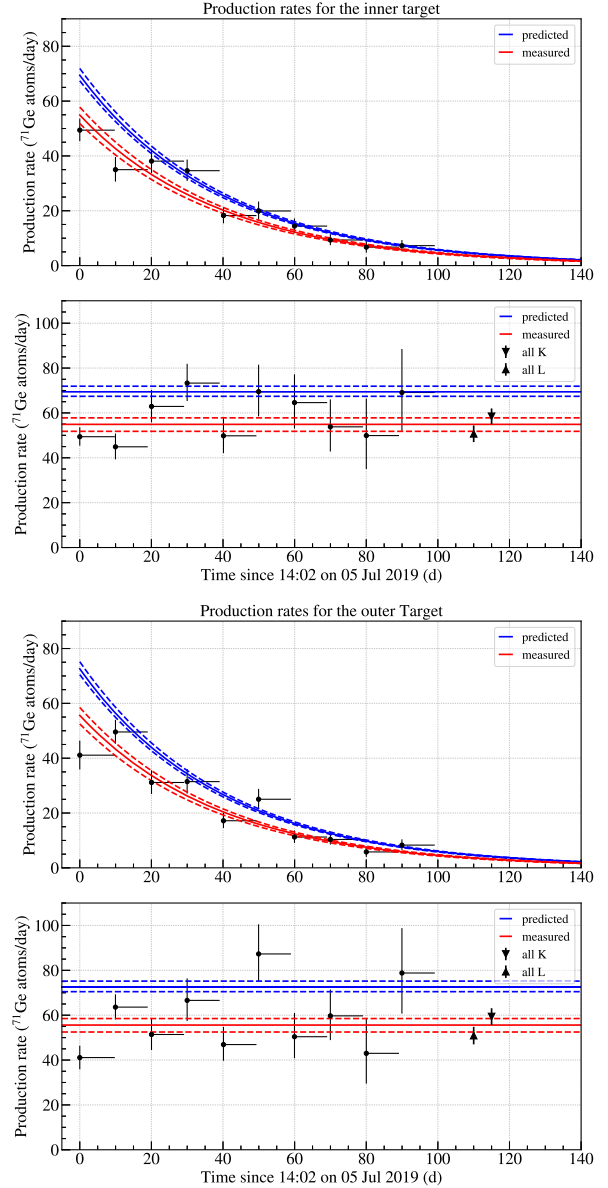 Production rates for the inner target
Production rate (⁷¹Ge atoms/day)
80
60
40
20
0
predicted
measured
0 20 40 60 80 100 120 140
Production rate (⁷¹Ge atoms/day)
100
80
60
40
20
0
predicted
measured
all K
all L
0 20 40 60 80 100 120 140
Time since 14:02 on 05 Jul 2019 (d)
Production rates for the outer Target
Production rate (⁷¹Ge atoms/day)
80
60
40
20
0
predicted
measured
0 20 40 60 80 100 120 140
Production rate (⁷¹Ge atoms/day)
100
80
60
40
20
0
predicted
measured
all K
all L
0 20 40 60 80 100 120 140
Time since 14:02 on 05 Jul 2019 (d)